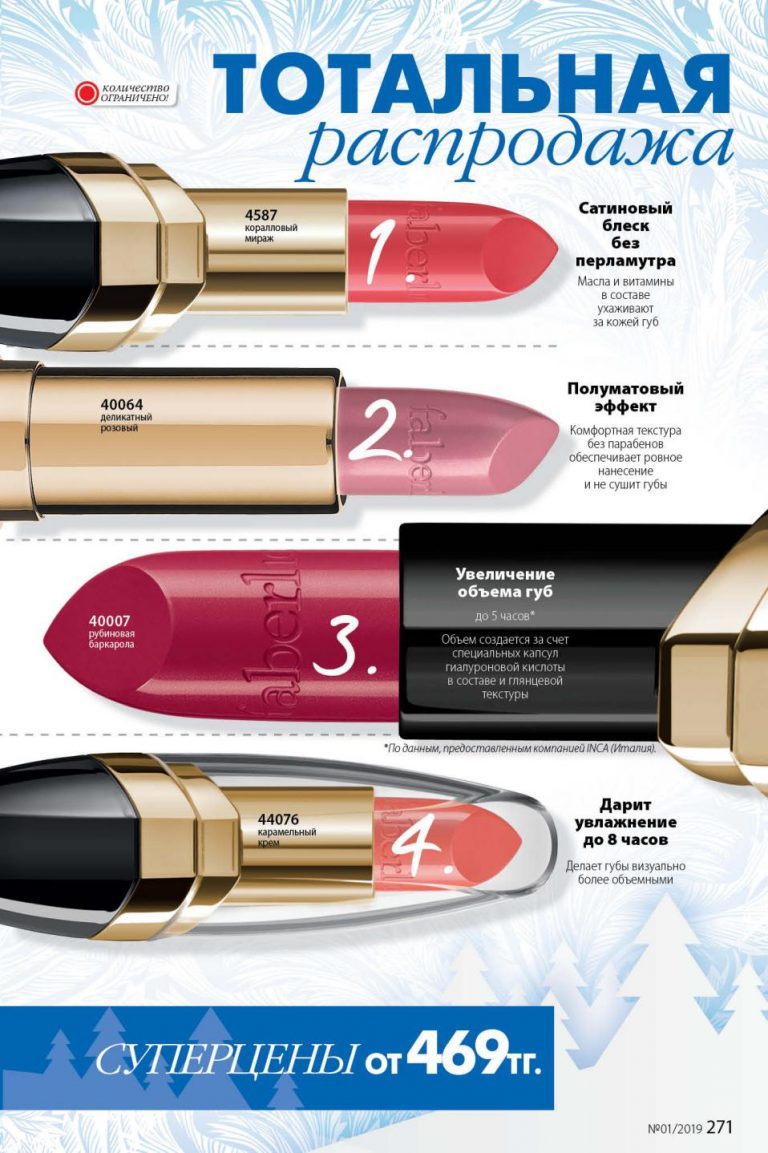 КОЛИЧЕСТВО
ОГРАНИЧЕНО!
ТОТАЛЬНАЯ
распродажа
4587
коралловый
мираж
1.
faberli
Сатиновый
блеск
без
перламутра
Масла и витамины
в составе
ухаживают
за кожей губ
40064
деликатный
розовый
2.
faberl
Полуматовый
эффект
Комфортная текстура
без парабенов
обеспечивает ровное
нанесение
и не сушит губы
40007
рубиновая
баркарола
3.
faberli
Увеличение
объема губ
до 5 часов*
Объем создается за счет
специальных капсул
гиалуроновой кислоты
в составе и глянцевой
текстуры
*По данным, предоставленным компанией INCA (Италия).
44076
карамельный
крем
4.
aber
Дарит
увлажнение
до 8 часов
Делает губы визуально
более объемными
СУПЕРЦЕНЫ от 469тг.
№01/2019 271